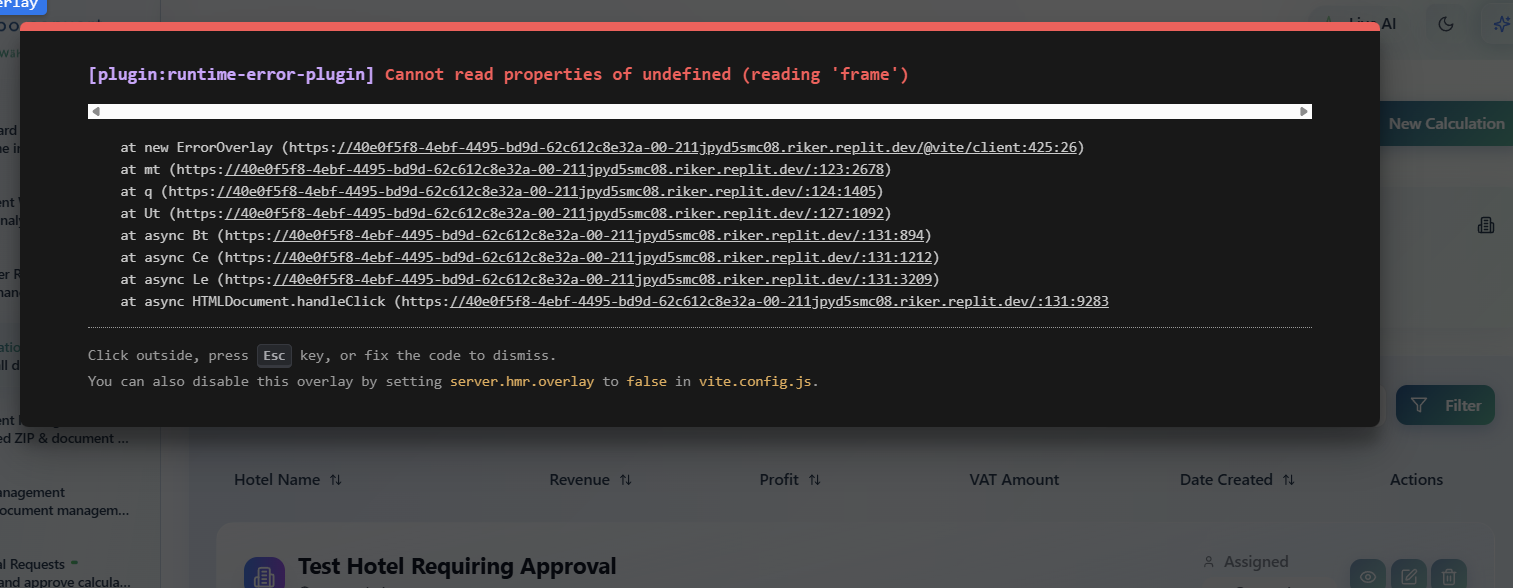 erlay
Live AI
[plugin:runtime-error-plugin] Cannot read properties of undefined (reading 'frame')
New Calculation
at new ErrorOverlay (https://40e0f5f8-4ebf-4495-bd9d-62c612c8e32a-00-211jpyd5smc08.riker.replit.dev/@vite/client:425:26)
at mt (https://40e0f5f8-4ebf-4495-bd9d-62c612c8e32a-00-211jpyd5smc08.riker.replit.dev/:123:2678)
at q (https://40e0f5f8-4ebf-4495-bd9d-62c612c8e32a-00-211jpyd5smc08.riker.replit.dev/:124:1405)
at Ut (https://40e0f5f8-4ebf-4495-bd9d-62c612c8e32a-00-211jpyd5smc08.riker.replit.dev/:127:1092)
at async Bt (https://40e0f5f8-4ebf-4495-bd9d-62c612c8e32a-00-211jpyd5smc08.riker.replit.dev/:131:894)
at async Ce (https://40e0f5f8-4ebf-4495-bd9d-62c612c8e32a-00-211jpyd5smc08.riker.replit.dev/:131:1212)
at async Le (https://40e0f5f8-4ebf-4495-bd9d-62c612c8e32a-00-211jpyd5smc08.riker.replit.dev/:131:3209)
at async HTMLDocument.handleClick (https://40e0f5f8-4ebf-4495-bd9d-62c612c8e32a-00-211jpyd5smc08.riker.replit.dev/:131:9283
Click outside, press Esc key, or fix the code to dismiss.
You can also disable this overlay by setting server.hmr.overlay to false in vite.config.js.
Filter
ed ZIP & document ...
anagement
ocument managem...
al Requests
and approve calcula...
Hotel Name
Revenue
Profit
VAT Amount
Date Created
Actions
Test Hotel Requiring Approval
Assigned